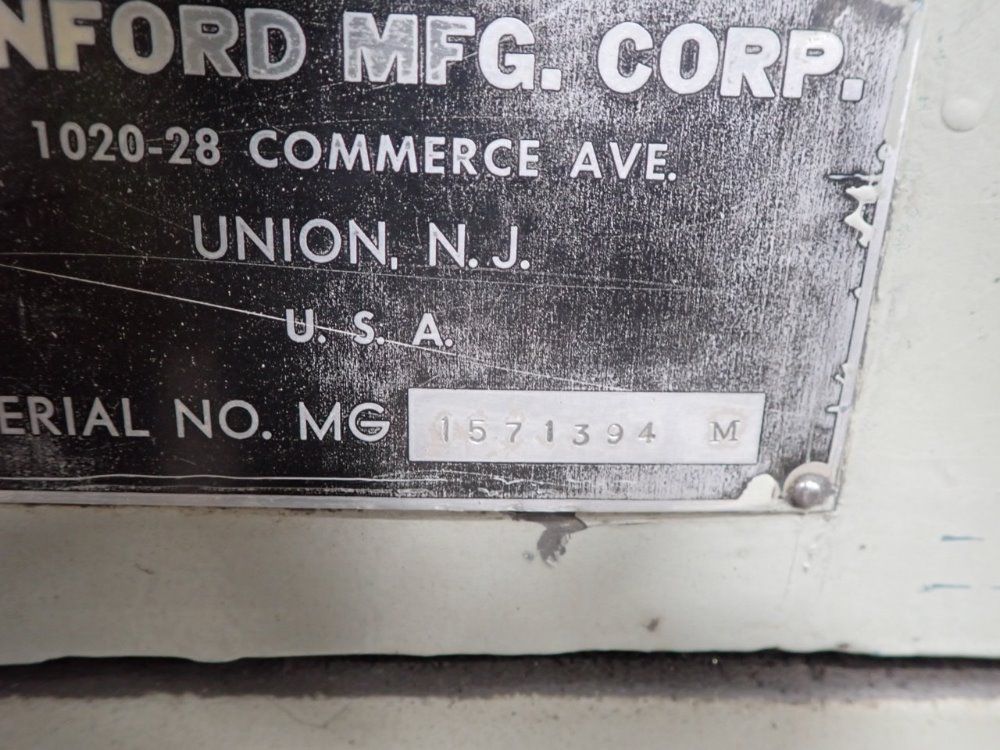 NFORD MFG. CORP.
1020-28 COMMERCE AVE.
UNION, N. J.
U. S. A.
ERIAL NO. MG 1571394 M